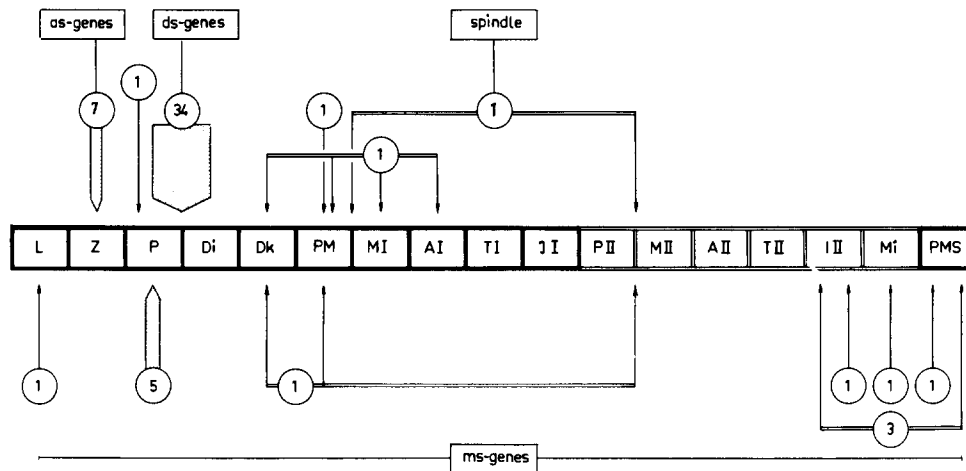 as-genes ds-genes spindle
1
7 34 1 1
1
L Z P Di Dk PM MI AI TI II PII MII AII TII III Mi PMS
1 5 1 1 1 1
3
ms-genes